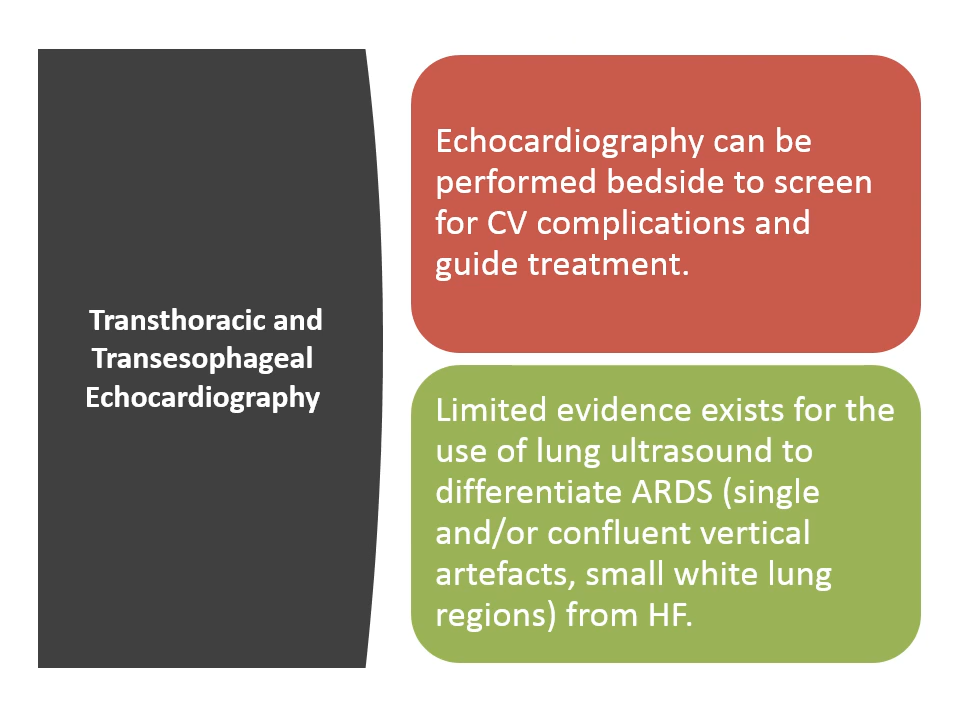 Transthoracic and
Transesophageal
Echocardiography
Echocardiography can be
performed bedside to screen
for CV complications and
guide treatment.
Limited evidence exists for the
use of lung ultrasound to
differentiate ARDS (single
and/or confluent vertical
artefacts, small white lung
regions) from HF.